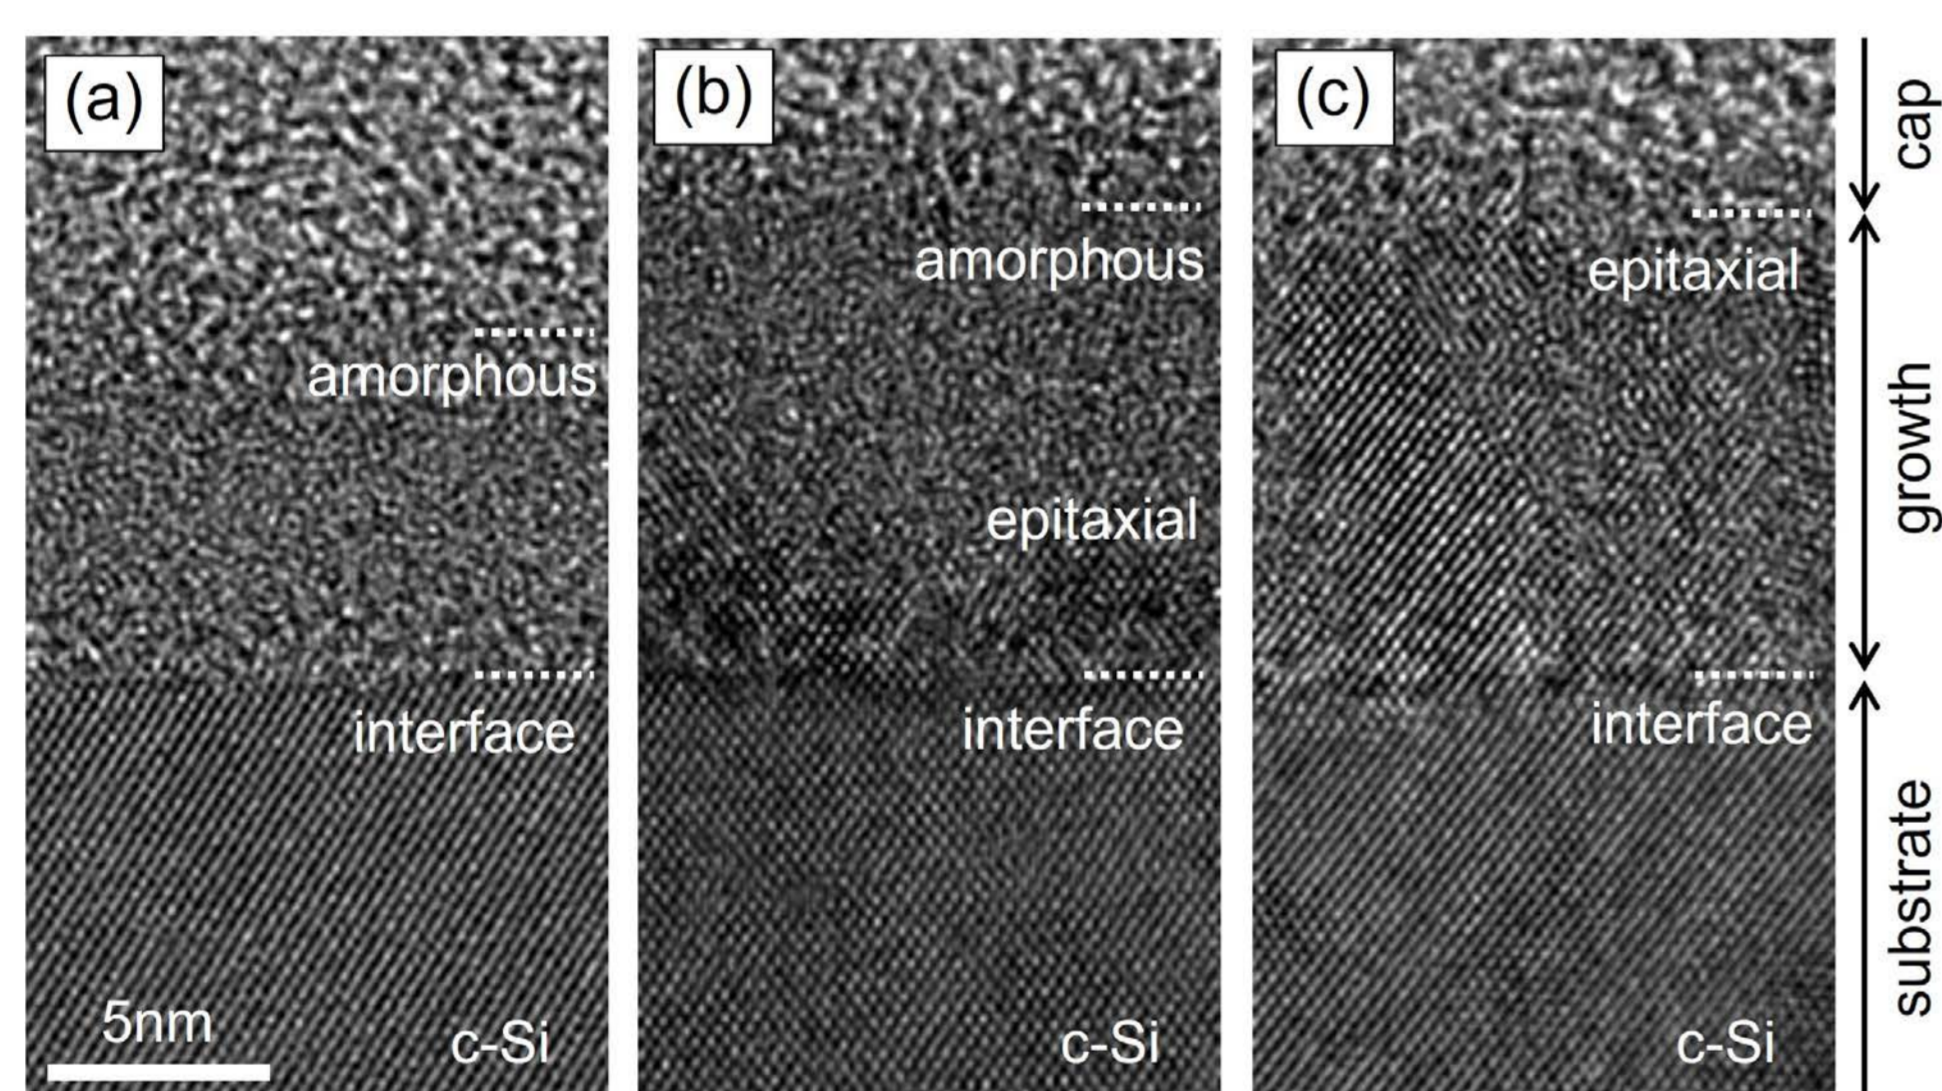 (a)
amorphous
interface
5nm
c-Si
(b)
amorphous
epitaxial
interface
c-Si
(c)
epitaxial
interface
c-Si
cap
growth
substrate